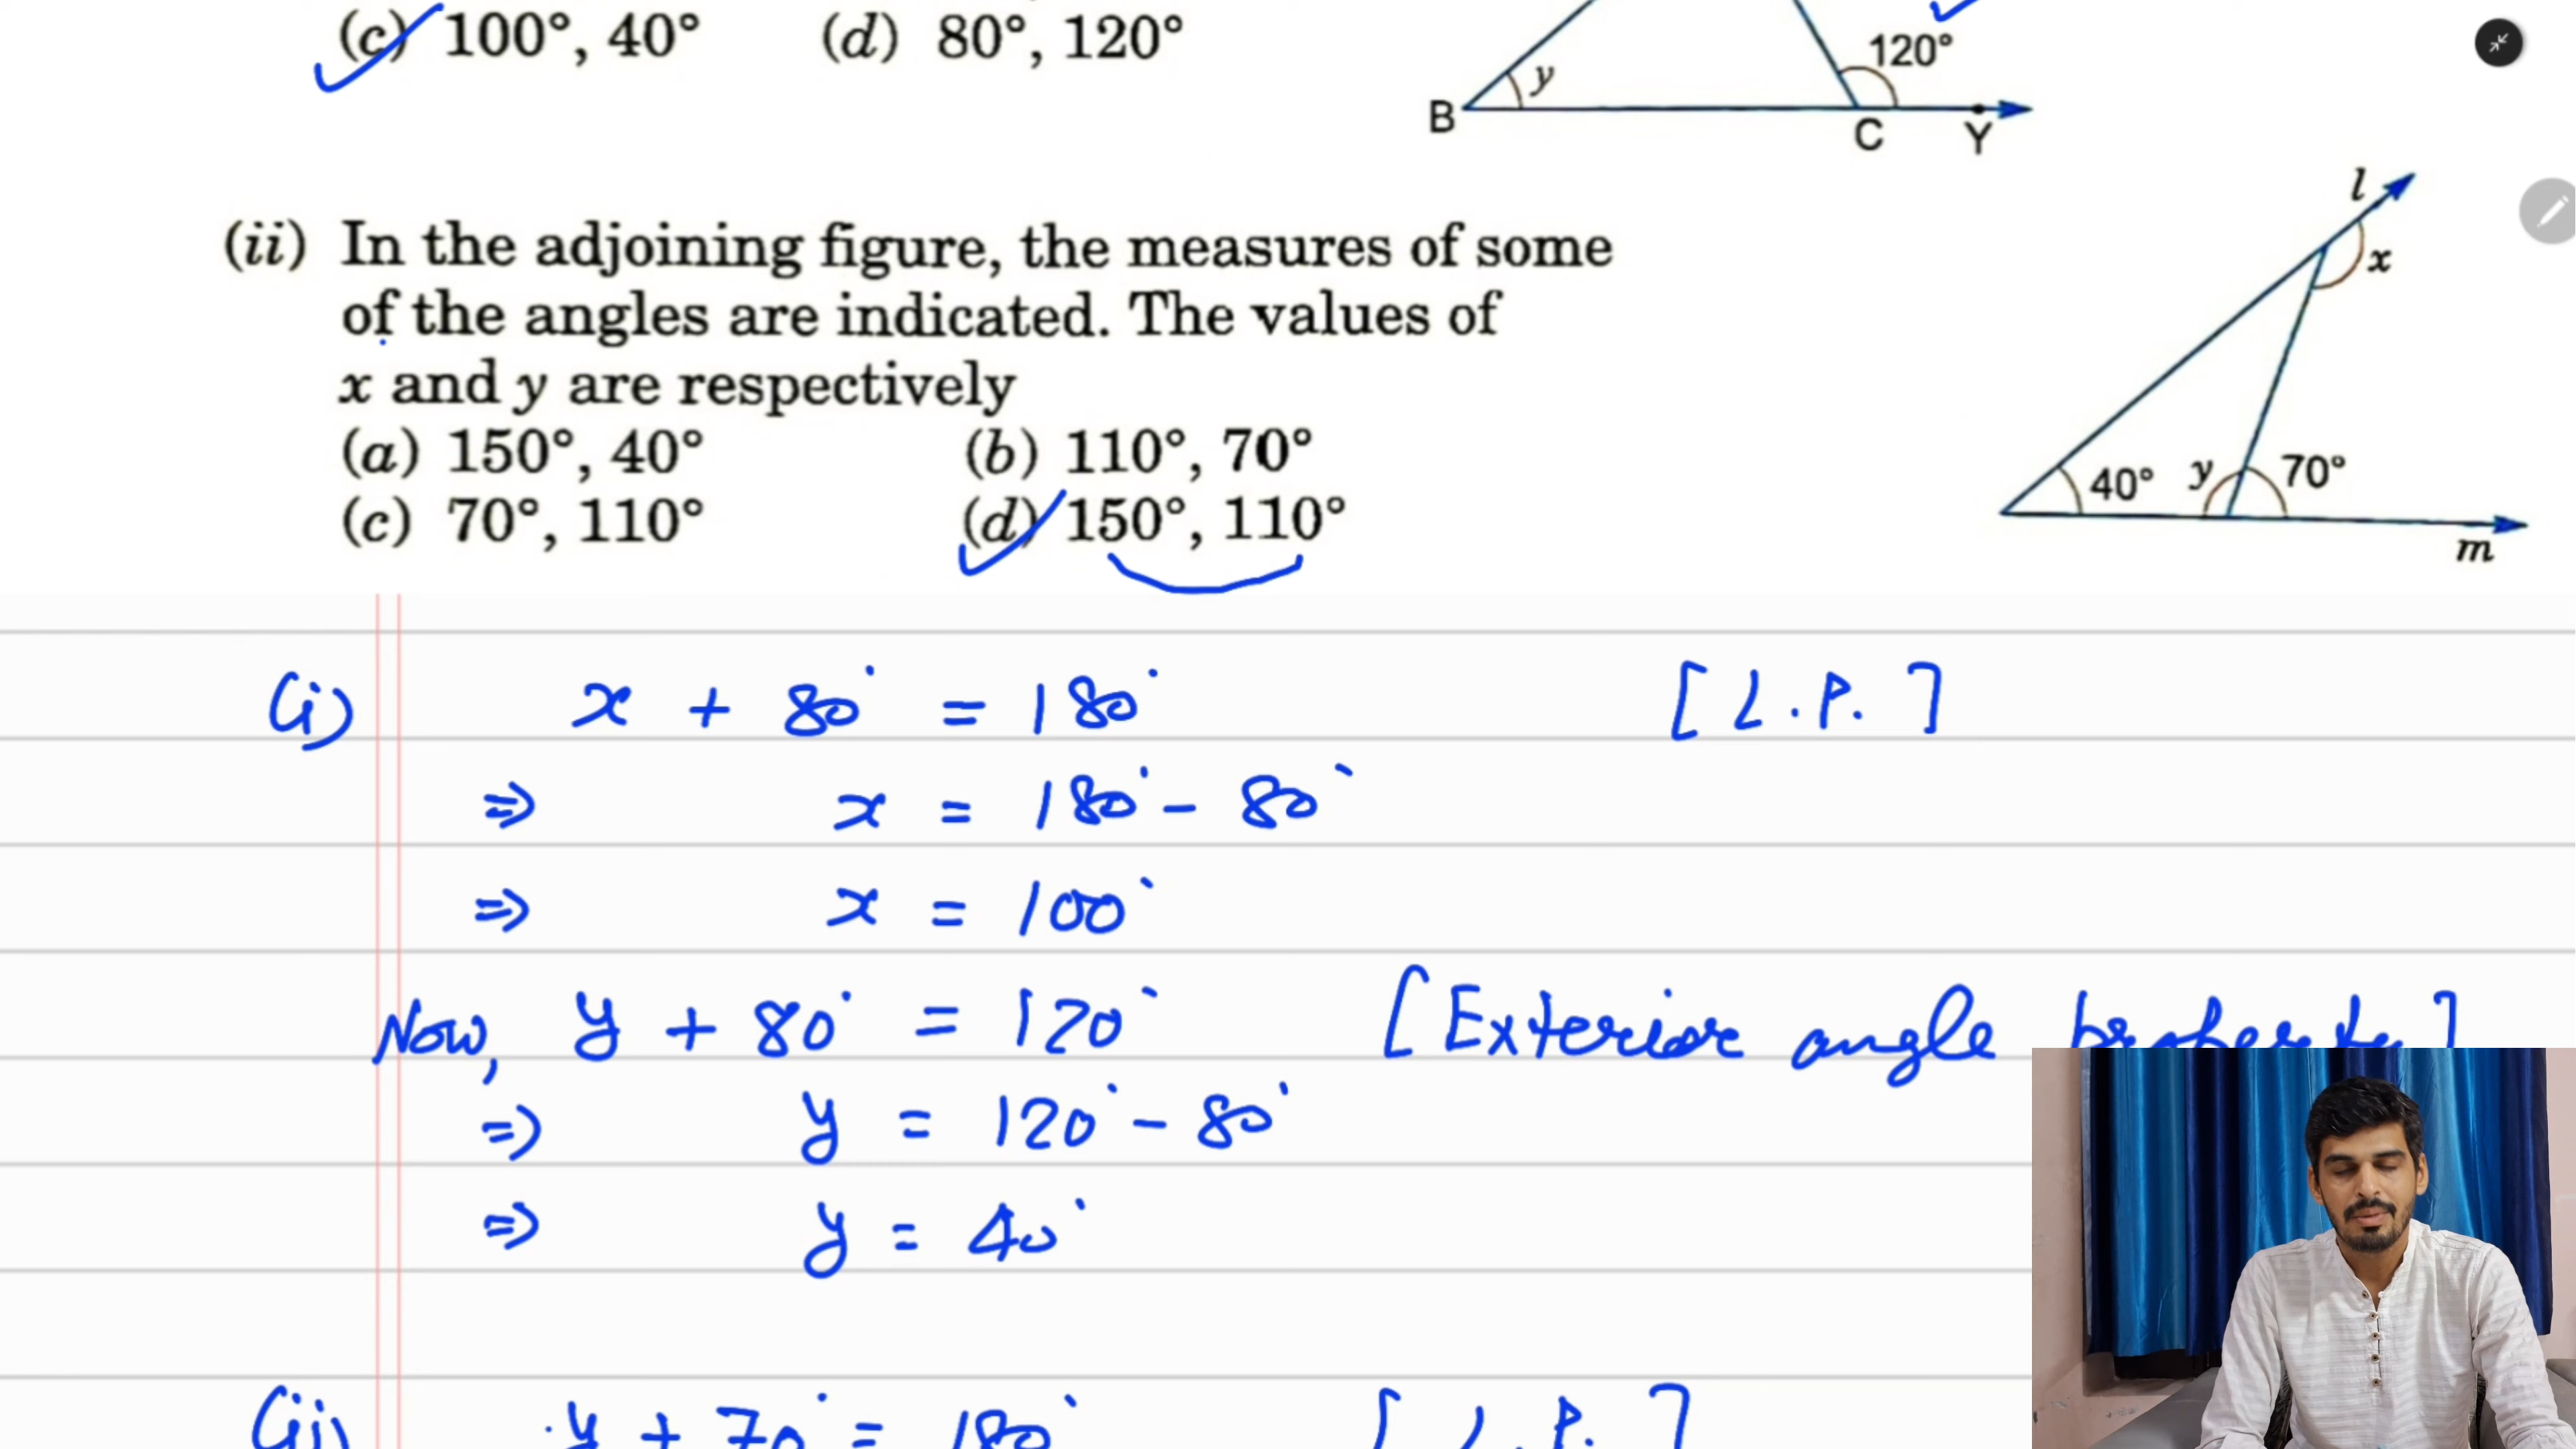 (c) 100°, 40° (d) 80°, 120°
120°
y
B
C Y
(ii) In the adjoining figure, the measures of some
of the angles are indicated. The values of
x and y are respectively
(a) 150°, 40° (b) 110°, 70°
(c) 70°, 110° (d) 150°, 110°
l
x
40° y 70°
m
(i) x + 80° = 180° [L.P.]
⇒ x = 180° - 80°
⇒ x = 100°
Now, y + 80° = 120° [Exterior angle property]
⇒ y = 120° - 80°
⇒ y = 40°
(ii) y + 70° = 180° [L.P.]